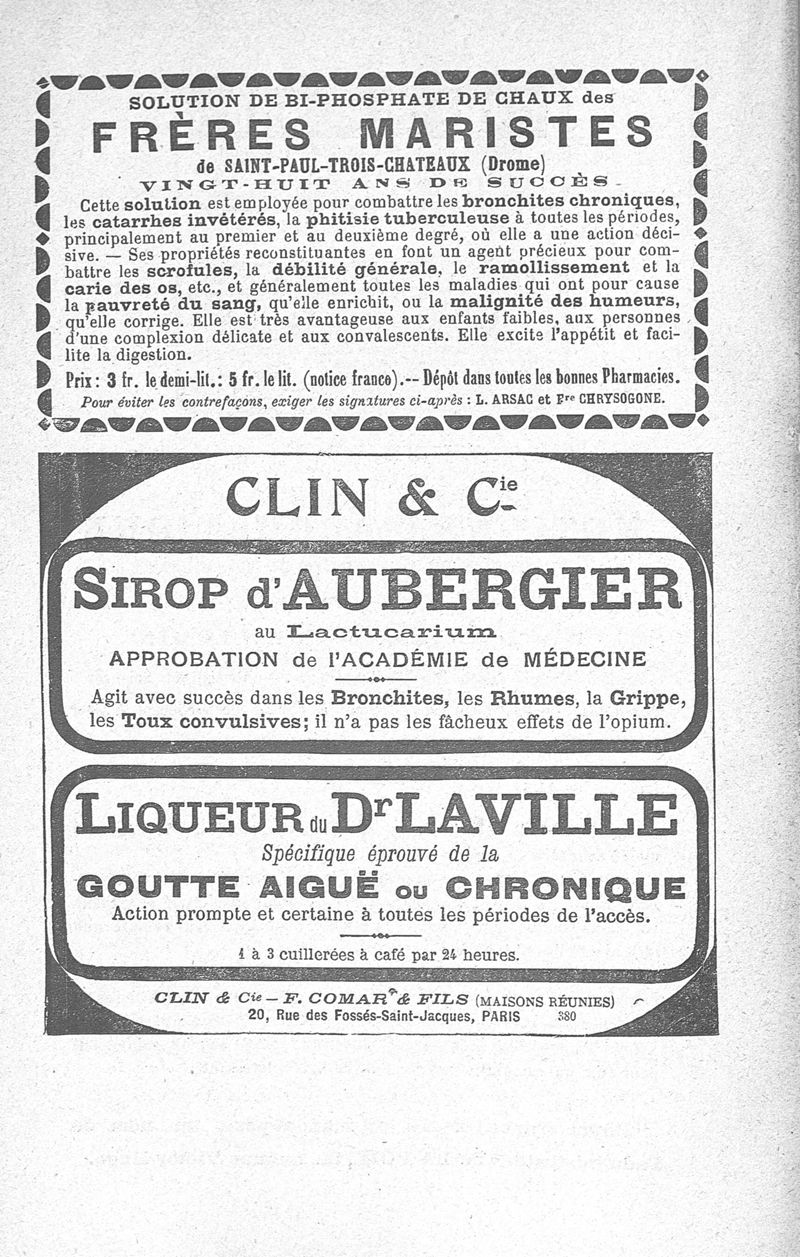 SOLUTION DE BI-PHOSPHATE DE CHAUX des
FRÈRES MARISTES
de SAINT-PAUL-TROIS-CHATEAUX (Drome)
VINGT-HUIT ANS DE SUCCÈS
Cette solution est employée pour combattre les bronchites chroniques,
les catarrhes invétérés, la phitisie tuberculeuse à toutes les périodes,
principalement au premier et au deuxième degré, où elle a une action déci-
sive. — Ses propriétés reconstituantes en font un agent précieux pour com-
battre les scrofules, la débilité générale, le ramollissement et la
carie des os, etc., et généralement toutes les maladies qui ont pour cause
la pauvreté du sang, qu'elle enrichit, ou la malignité des humeurs,
qu'elle corrige. Elle est très avantageuse aux enfants faibles, aux personnes
d'une complexion délicate et aux convalescents. Elle excite l'appétit et faci-
lite la digestion.
Prix: 3 fr. le demi-lit.: 5 fr. le lit. (notice franco).-- Dépôt dans toutes les bonnes Pharmacies.
Pour éviter les contrefaçons, exiger les signatures ci-après : L. ARSAC et Fre CHRYSOGONE.
CLIN & Cie
SIROP d'AUBERGIER
au Lactucarium
APPROBATION de l'ACADÉMIE de MÉDECINE
Agit avec succès dans les Bronchites, les Rhumes, la Grippe,
les Toux convulsives; il n'a pas les fâcheux effets de l'opium.
LIQUEUR du Dr LAVILLE
Spécifique éprouvé de la
GOUTTE AIGUË OU CHRONIQUE
Action prompte et certaine à toutes les périodes de l'accès.
1 à 3 cuillerées à café par 24 heures.
CLIN & Cie — F. COMAR & FILS (MAISONS RÉUNIES)
20, Rue des Fossés-Saint-Jacques, PARIS 380